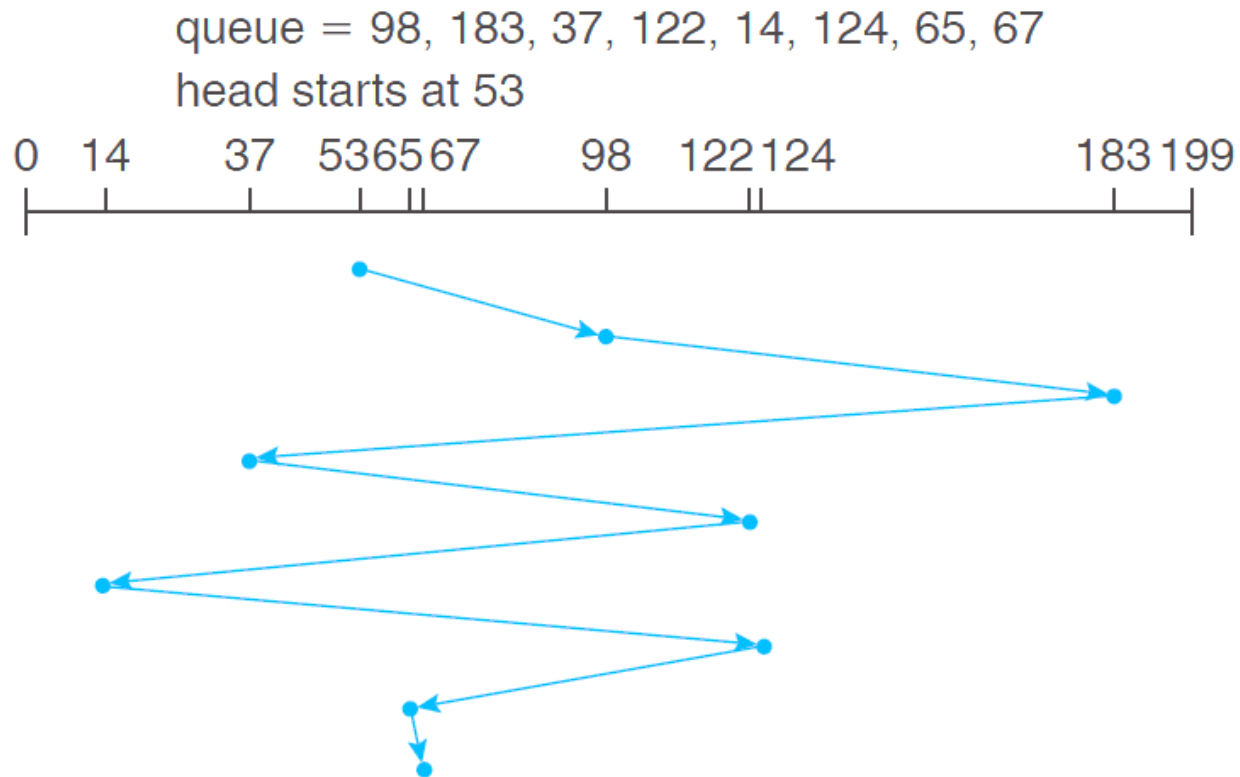 queue = 98, 183, 37, 122, 14, 124, 65, 67
head starts at 53
0 14 37 53 65 67 98 122 124 183 199